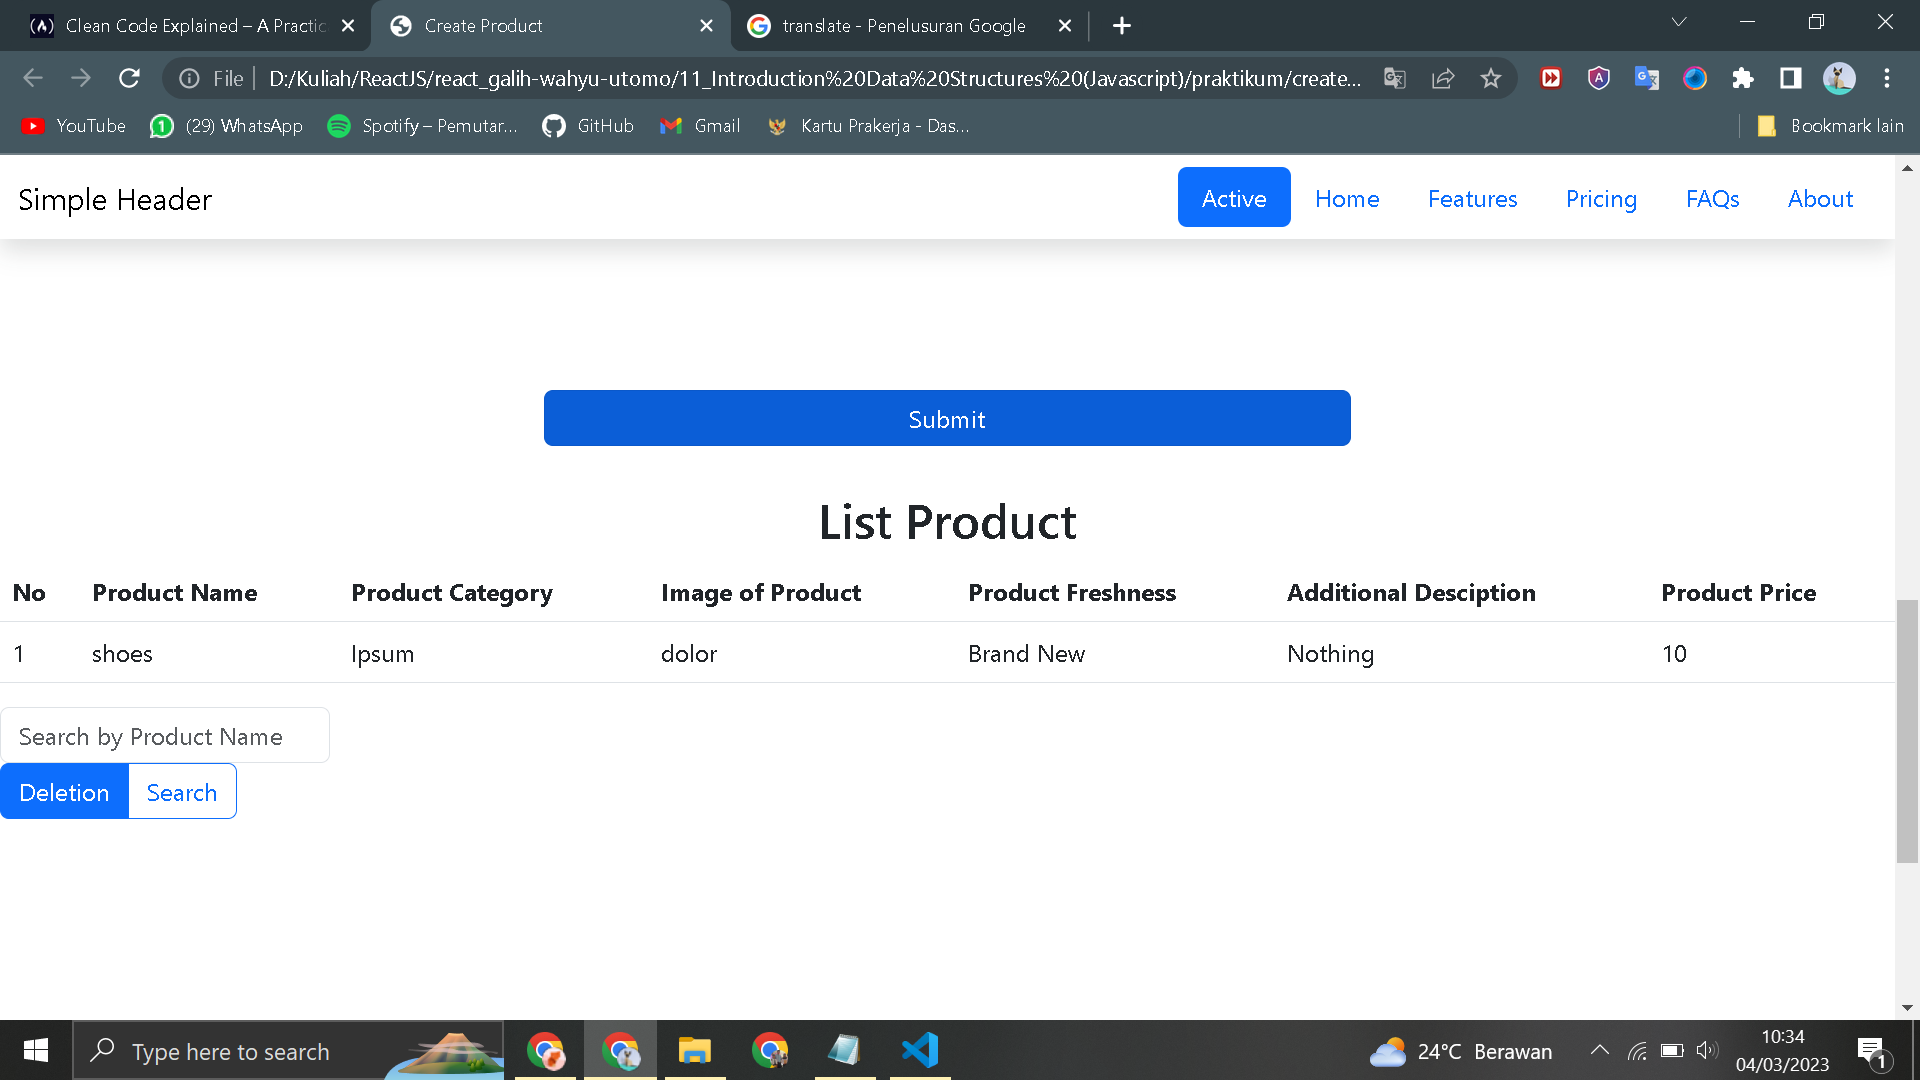 Clean Code Explained – A Practic
Create Product
translate - Penelusuran Google
File
D:/Kuliah/ReactJS/react_galih-wahyu-utomo/11_Introduction%20Data%20Structures%20(Javascript)/praktikum/create...
YouTube
(29) WhatsApp
Spotify – Pemutar...
GitHub
Gmail
Kartu Prakerja - Das...
Bookmark lain
Simple Header
Active
Home
Features
Pricing
FAQs
About
Submit
List Product
No Product Name Product Category Image of Product Product Freshness Additional Desciption Product Price
1 shoes Ipsum dolor Brand New Nothing 10
Search by Product Name
Deletion
Search
Type here to search
24°C Berawan
10:34
04/03/2023
1